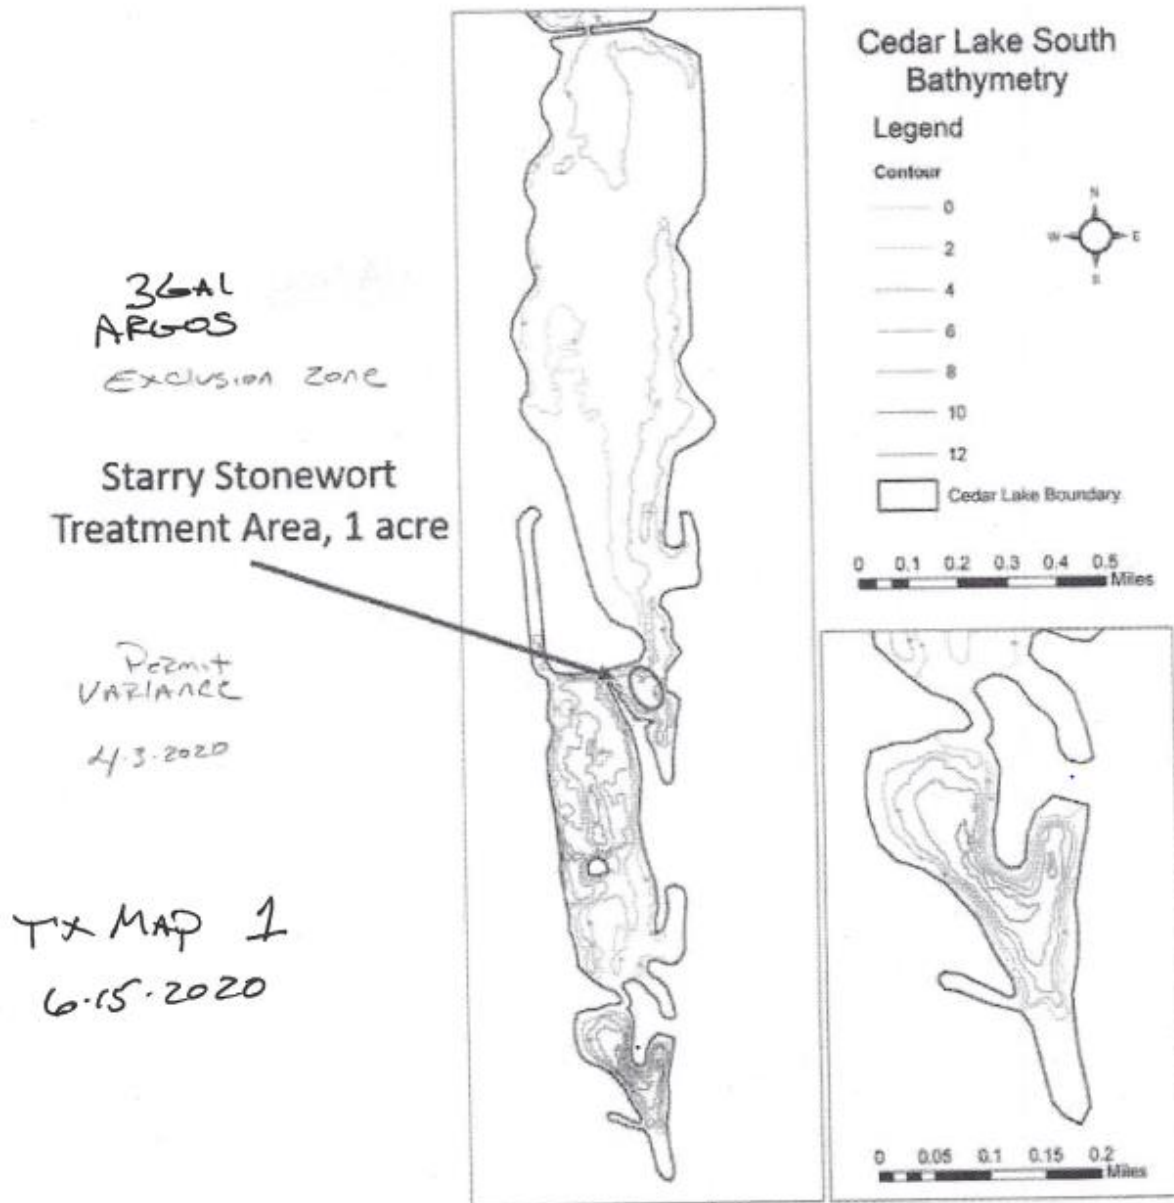 3GAL
ARGOS
Exclusion Zone
Starry Stonewort
Treatment Area, 1 acre
Permit
VARIANCE
4.3.2020
TX MAP 1
6.15.2020
Cedar Lake South
Bathymetry
Legend
Contour
0
2
4
6
8
10
12
Cedar Lake Boundary
N
W E
S
0 0.1 0.2 0.3 0.4 0.5
Miles
0 0.05 0.1 0.15 0.2
Miles